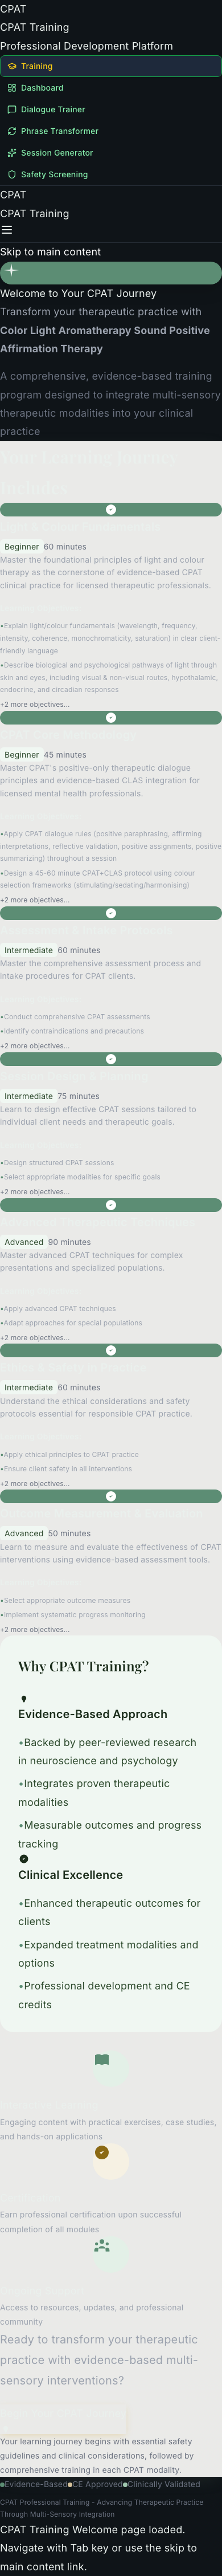 CPAT
CPAT Training
Professional Development Platform
Training
Dashboard
Dialogue Trainer
Phrase Transformer
Session Generator
Safety Screening
CPAT
CPAT Training
Skip to main content
Welcome to Your CPAT Journey
Transform your therapeutic practice with
Color Light Aromatherapy Sound Positive
Affirmation Therapy
A comprehensive, evidence-based training
program designed to integrate multi-sensory
therapeutic modalities into your clinical
practice
Beginner 60 minutes
Master the foundational principles of light and colour
therapy as the cornerstone of evidence-based CPAT
clinical practice for licensed therapeutic professionals.
•Explain light/colour fundamentals (wavelength, frequency,
intensity, coherence, monochromaticity, saturation) in clear client-
friendly language
•Describe biological and psychological pathways of light through
skin and eyes, including visual & non-visual routes, hypothalamic,
endocrine, and circadian responses
+2 more objectives...
Beginner 45 minutes
Master CPAT's positive-only therapeutic dialogue
principles and evidence-based CLAS integration for
licensed mental health professionals.
•Apply CPAT dialogue rules (positive paraphrasing, affirming
interpretations, reflective validation, positive assignments, positive
summarizing) throughout a session
•Design a 45-60 minute CPAT+CLAS protocol using colour
selection frameworks (stimulating/sedating/harmonising)
+2 more objectives...
Intermediate 60 minutes
Master the comprehensive assessment process and
intake procedures for CPAT clients.
•Conduct comprehensive CPAT assessments
•Identify contraindications and precautions
+2 more objectives...
Intermediate 75 minutes
Learn to design effective CPAT sessions tailored to
individual client needs and therapeutic goals.
•Design structured CPAT sessions
•Select appropriate modalities for specific goals
+2 more objectives...
Advanced 90 minutes
Master advanced CPAT techniques for complex
presentations and specialized populations.
•Apply advanced CPAT techniques
•Adapt approaches for special populations
+2 more objectives...
Intermediate 60 minutes
Understand the ethical considerations and safety
protocols essential for responsible CPAT practice.
•Apply ethical principles to CPAT practice
•Ensure client safety in all interventions
+2 more objectives...
Advanced 50 minutes
Learn to measure and evaluate the effectiveness of CPAT
interventions using evidence-based assessment tools.
•Select appropriate outcome measures
•Implement systematic progress monitoring
+2 more objectives...
Why CPAT Training?
Evidence-Based Approach
•Backed by peer-reviewed research
in neuroscience and psychology
•Integrates proven therapeutic
modalities
•Measurable outcomes and progress
tracking
Clinical Excellence
•Enhanced therapeutic outcomes for
clients
•Expanded treatment modalities and
options
•Professional development and CE
credits
Engaging content with practical exercises, case studies,
and hands-on applications
Earn professional certification upon successful
completion of all modules
Access to resources, updates, and professional
community
Ready to transform your therapeutic
practice with evidence-based multi-
sensory interventions?
Your learning journey begins with essential safety
guidelines and clinical considerations, followed by
comprehensive training in each CPAT modality.
Evidence-Based CE Approved Clinically Validated
CPAT Professional Training - Advancing Therapeutic Practice
Through Multi-Sensory Integration
CPAT Training Welcome page loaded.
Navigate with Tab key or use the skip to
main content link.